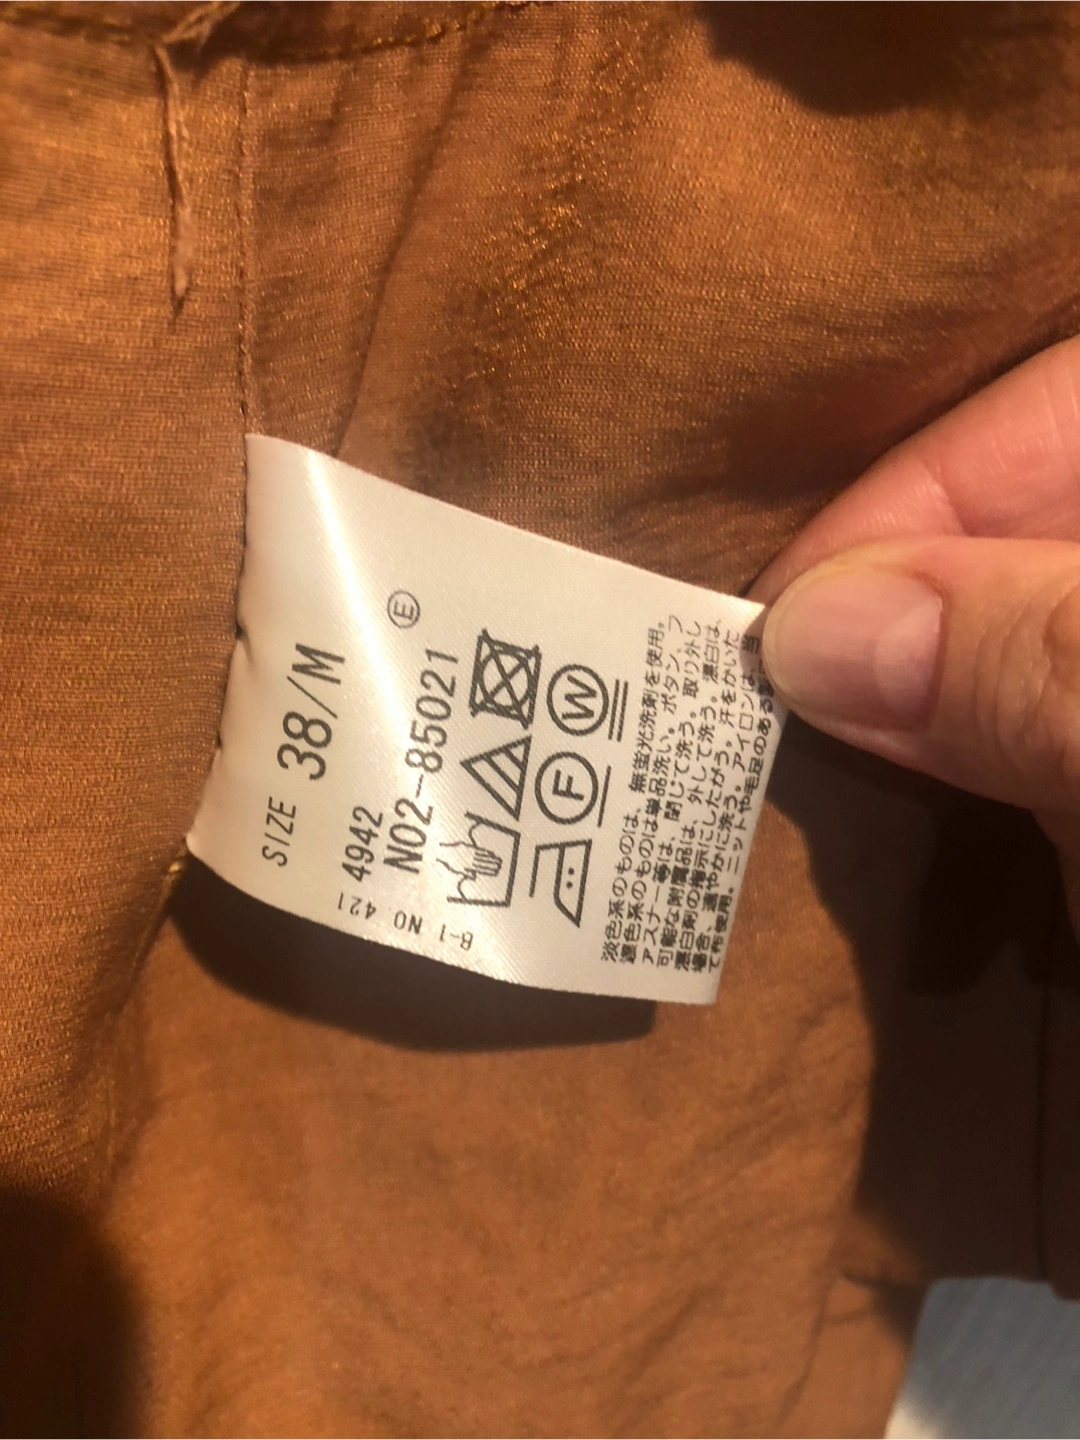 SIZE 38/M
4942
N02-85021
Ⓔ
F
W
淡色系のものは、無蛍光洗剤を使用。
濃色系のものは単品洗い。ボタン、フ
ァスナー等は、閉じて洗う。取り外し
可能な附属品は、外して洗う。漂白は、
漂白剤の指示にしたがう。汗をかいた
場合、速やかに洗う。アイロンは、当
て布使用。ニットや毛足のある
B-1 NO. 421